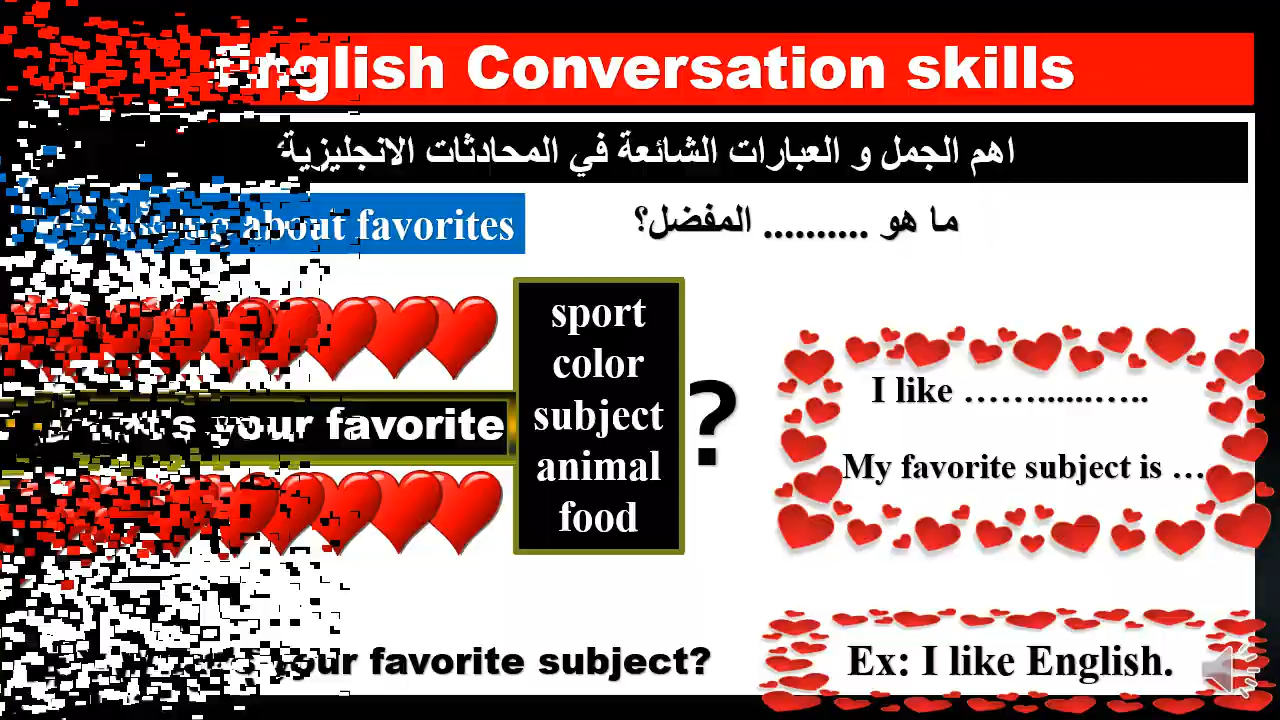 English Conversation skills
اهم الجمل و العبارات الشائعة في المحادثات الانجليزية
about favorites
ما هو .......... المفضل؟
sport
color
subject
animal
food
your favorite
?
I like ……......…..
My favorite subject is …
your favorite subject?
Ex: I like English.